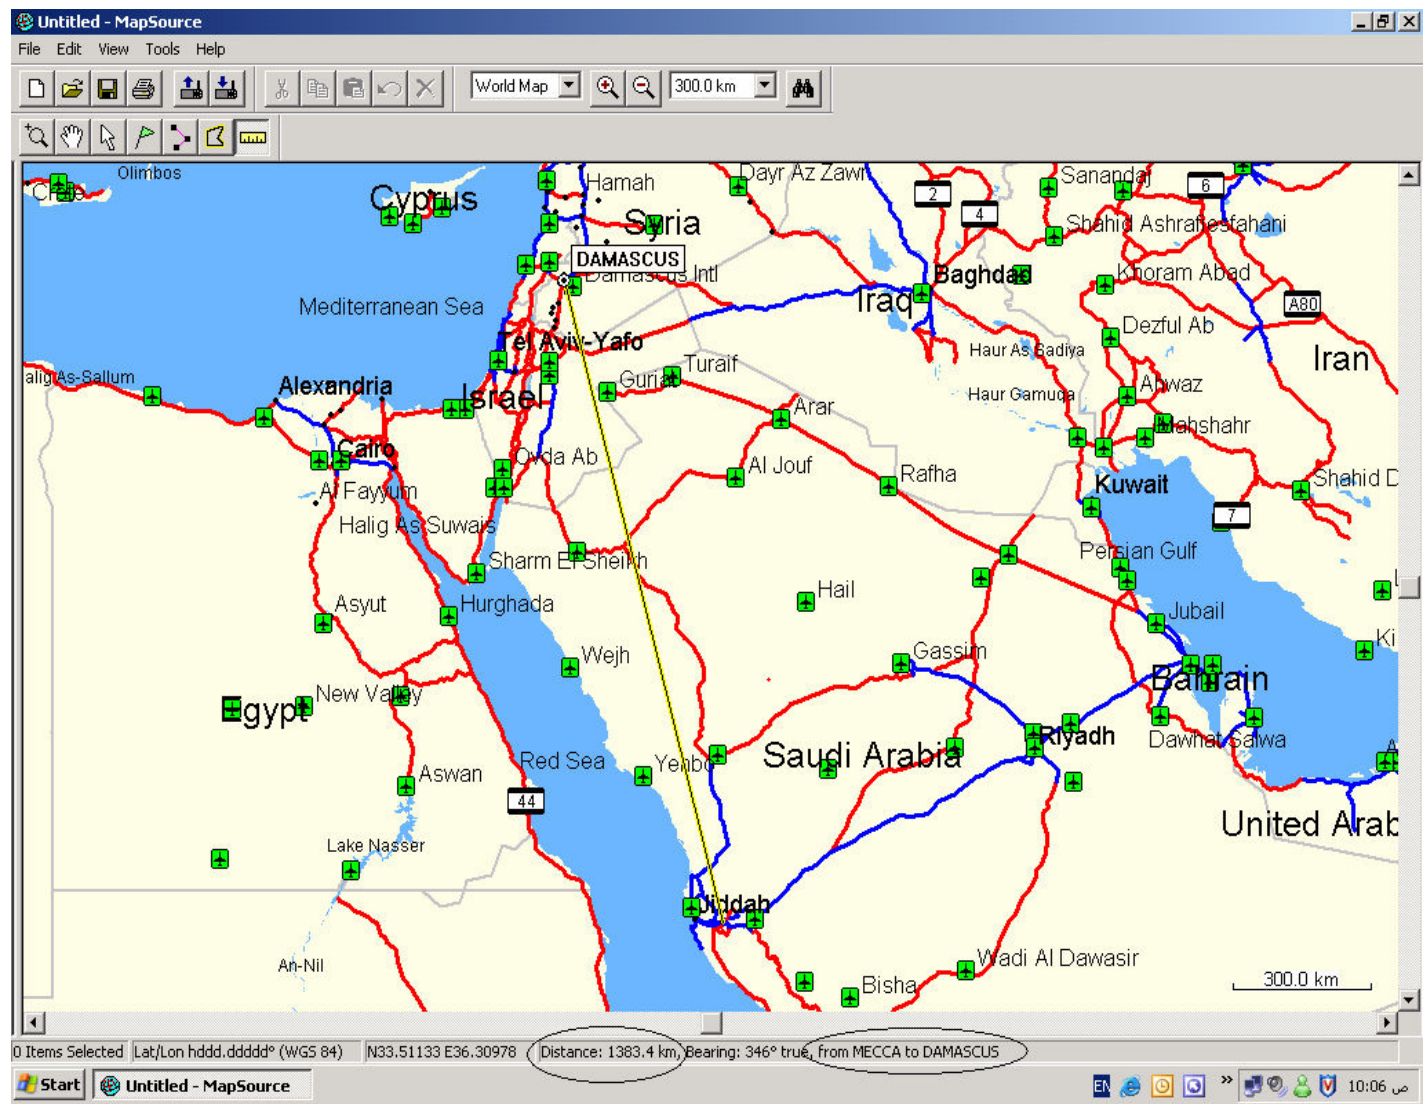 Untitled - MapSource
File Edit View Tools Help
World Map 300.0 km
Olimbos
Cyprus
Hamah
Dayr Az Zawr
2
4
Sanandaj
6
Syria
Shahid Ashrafiesfahani
DAMASCUS
Damascus Intl
Baghdad
Khoram Abad
Mediterranean Sea
Iraq
A80
Dezful Ab
Tel Aviv-Yafo
Haur As Sadiya
Iran
alig As-Sallum
Alexandria
Turaif
Guriat
Israel
Haur Gamuqa
Ahwaz
Arar
Mahshahr
Cairo
Ovda Ab
Al Jouf
Rafha
Kuwait
Shahid D
Al Fayyum
Halig As Suwais
7
Sharm El Sheikh
Persian Gulf
Hail
Asyut
Hurghada
Jubail
Ki
Wejh
Gassim
Bahrain
New Valley
Egypt
Riyadh
Dawhat Salwa
Red Sea
Yenbo
Saudi Arabia
A
Aswan
44
United Arab
Lake Nasser
Jiddah
An-Nil
Wadi Al Dawasir
Bisha
300.0 km
0 Items Selected Lat/Lon hddd.ddddd° (WGS 84) N33.51133 E36.30978 Distance: 1383.4 km, Bearing: 346° true, from MECCA to DAMASCUS
Start Untitled - MapSource EN » 10:06 ص